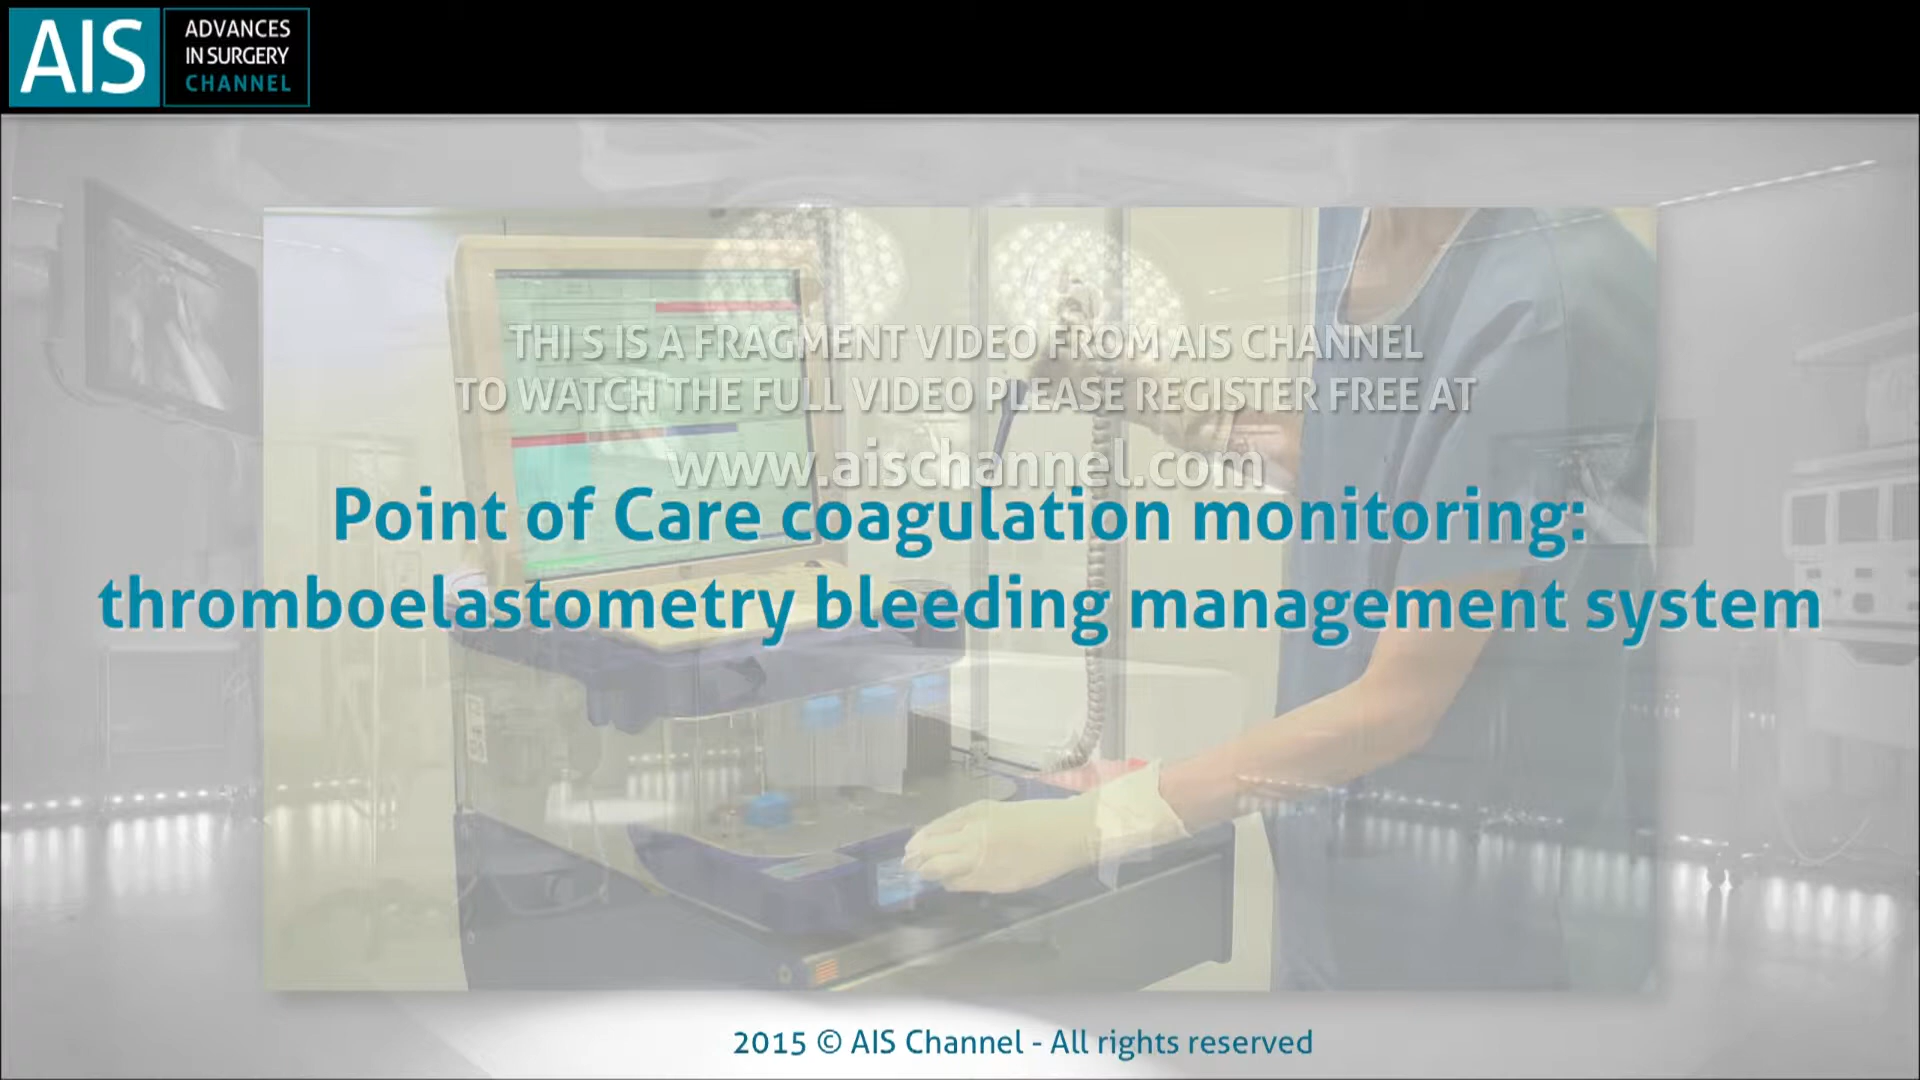 AIS
ADVANCES
IN SURGERY
CHANNEL
THI S IS A FRAGMENT VIDEO FROM AIS CHANNEL
TO WATCH THE FULL VIDEO PLEASE REGISTER FREE AT
www.aischannel.com
Point of Care coagulation monitoring:
thromboelastometry bleeding management system
2015 © AIS Channel - All rights reserved